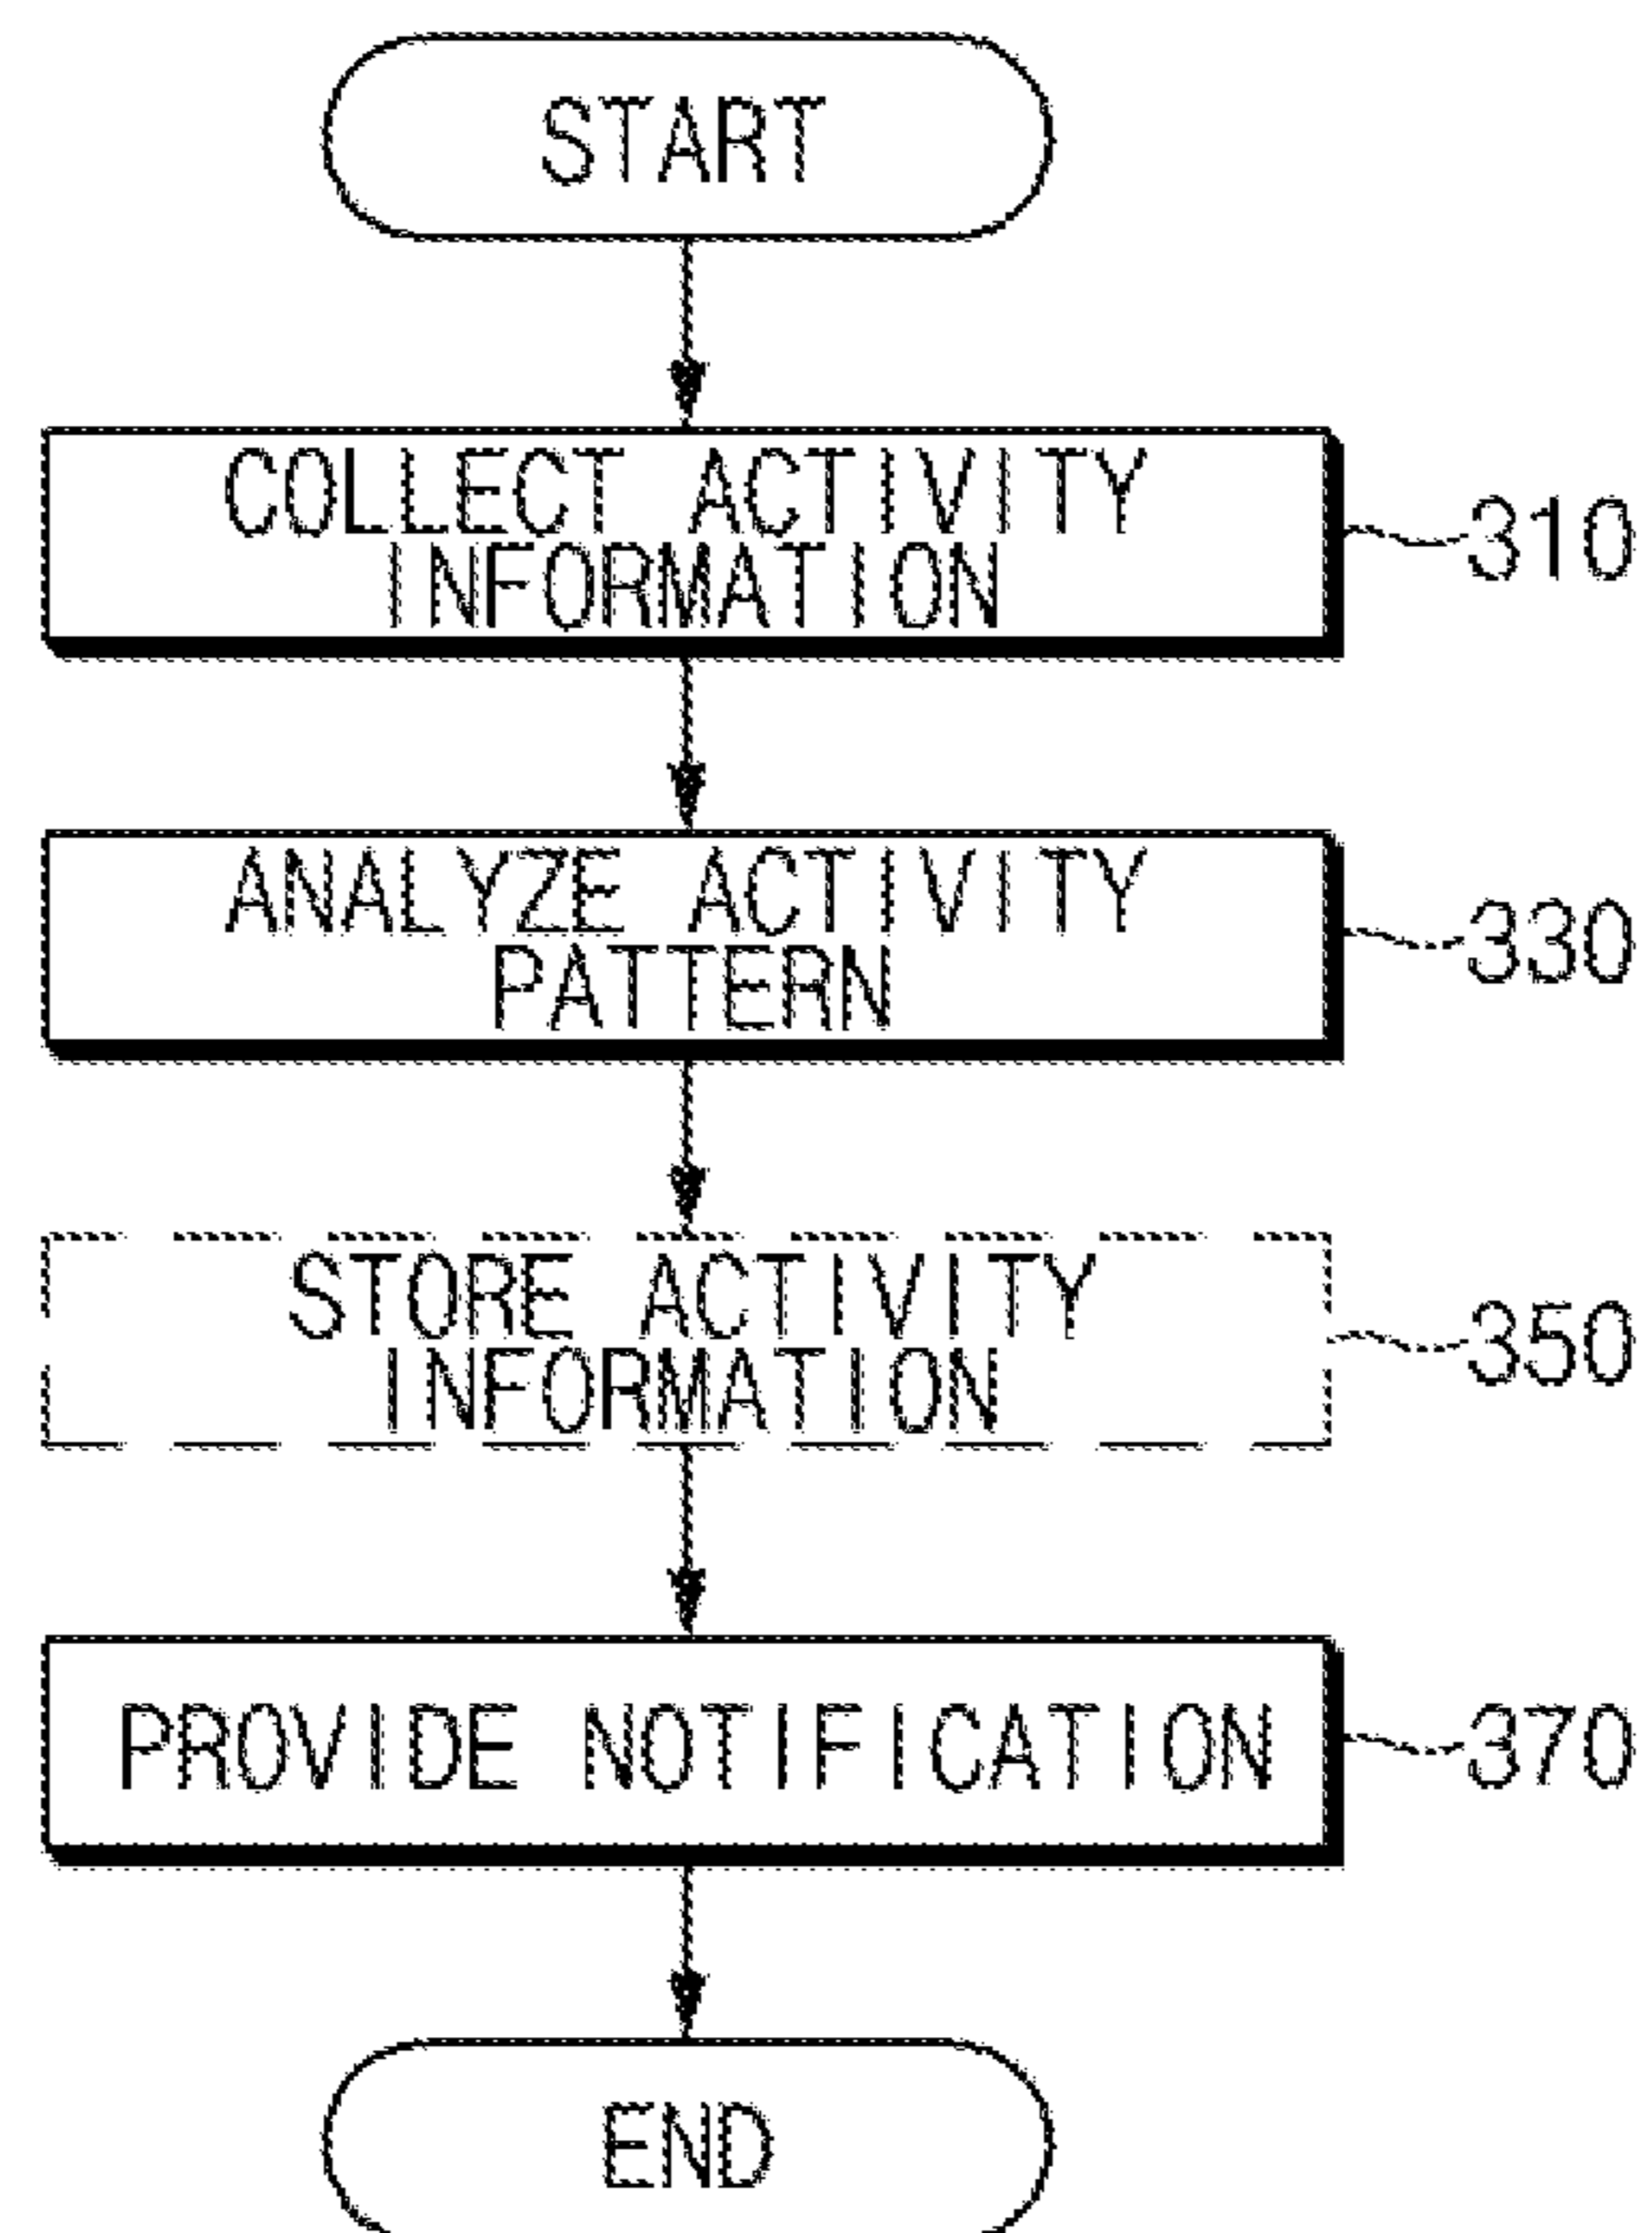 START
COLLECT ACTIVITY
INFORMATION
310
ANALYZE ACTIVITY
PATTERN
330
STORE ACTIVITY
INFORMATION
350
PROVIDE NOTIFICATION
370
END